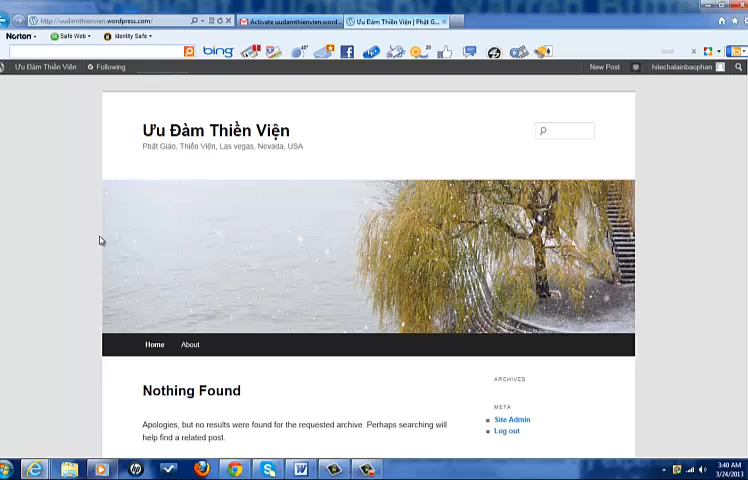 http://uudamthienvien.wordpress.com/
Activate uudamthienvien.word...
Ưu Đàm Thiền Viện | Phật G...
Norton
Safe Web
Identity Safe
bing
Ưu Đàm Thiền Viện
Following
New Post
hitechalainbaophan
Ưu Đàm Thiền Viện
Phật Giáo, Thiền Viện, Las vegas, Nevada, USA
Home
About
Nothing Found
Apologies, but no results were found for the requested archive. Perhaps searching
will help find a related post.
ARCHIVES
META
Site Admin
Log out
3:40 AM
3/24/2013